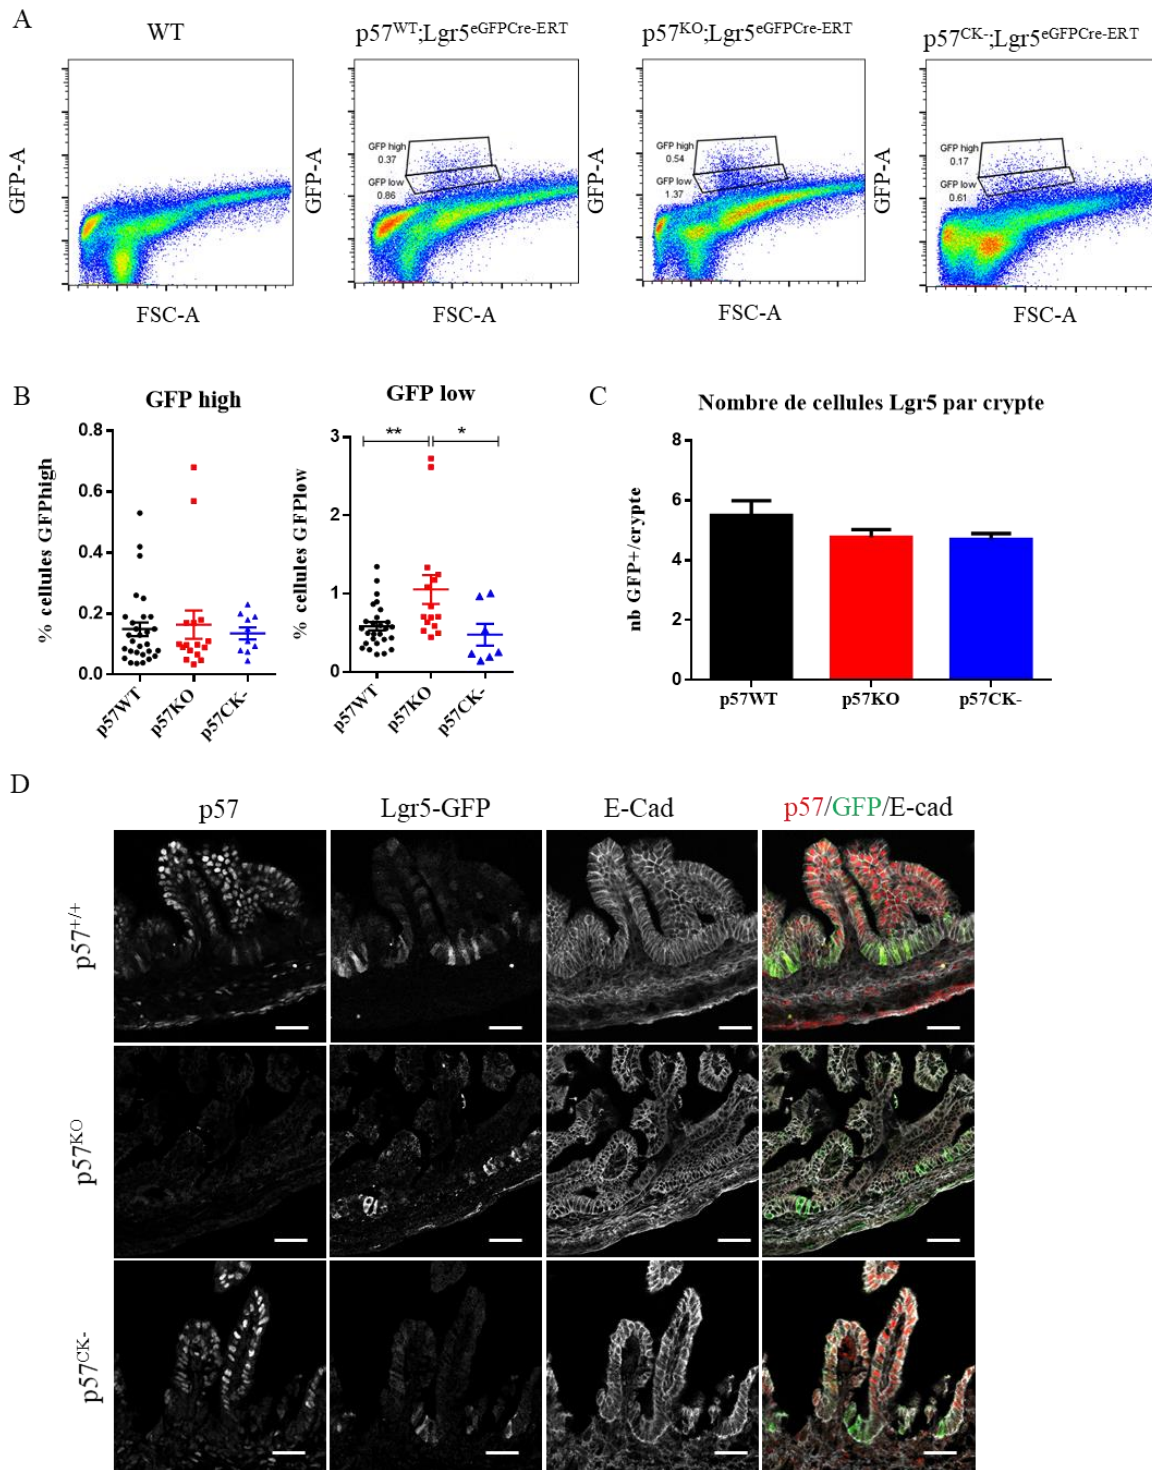 A
WT
p57WT;Lgr5eGFPCre-ERT
p57KO;Lgr5eGFPCre-ERT
p57CK-;Lgr5eGFPCre-ERT
GFP-A
GFP-A
GFP-A
GFP-A
GFP high
0.37
GFP low
0.86
GFP high
0.54
GFP low
1.37
GFP high
0.17
GFP low
0.61
FSC-A
FSC-A
FSC-A
FSC-A
B
GFP high
% cellules GFPhigh
0.8
0.6
0.4
0.2
0.0
p57WT
p57KO
p57CK-
GFP low
% cellules GFPlow
3
2
1
0
**
*
p57WT
p57KO
p57CK-
C
Nombre de cellules Lgr5 par crypte
nb GFP+/crypte
8
6
4
2
0
p57WT
p57KO
p57CK-
D
p57
Lgr5-GFP
E-Cad
p57/GFP/E-cad
p57+/+
p57KO
p57CK-